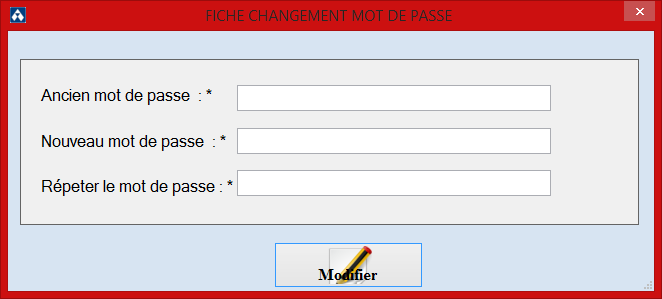 FICHE CHANGEMENT MOT DE PASSE
Ancien mot de passe : *
Nouveau mot de passe : *
Répeter le mot de passe : *
Modifier